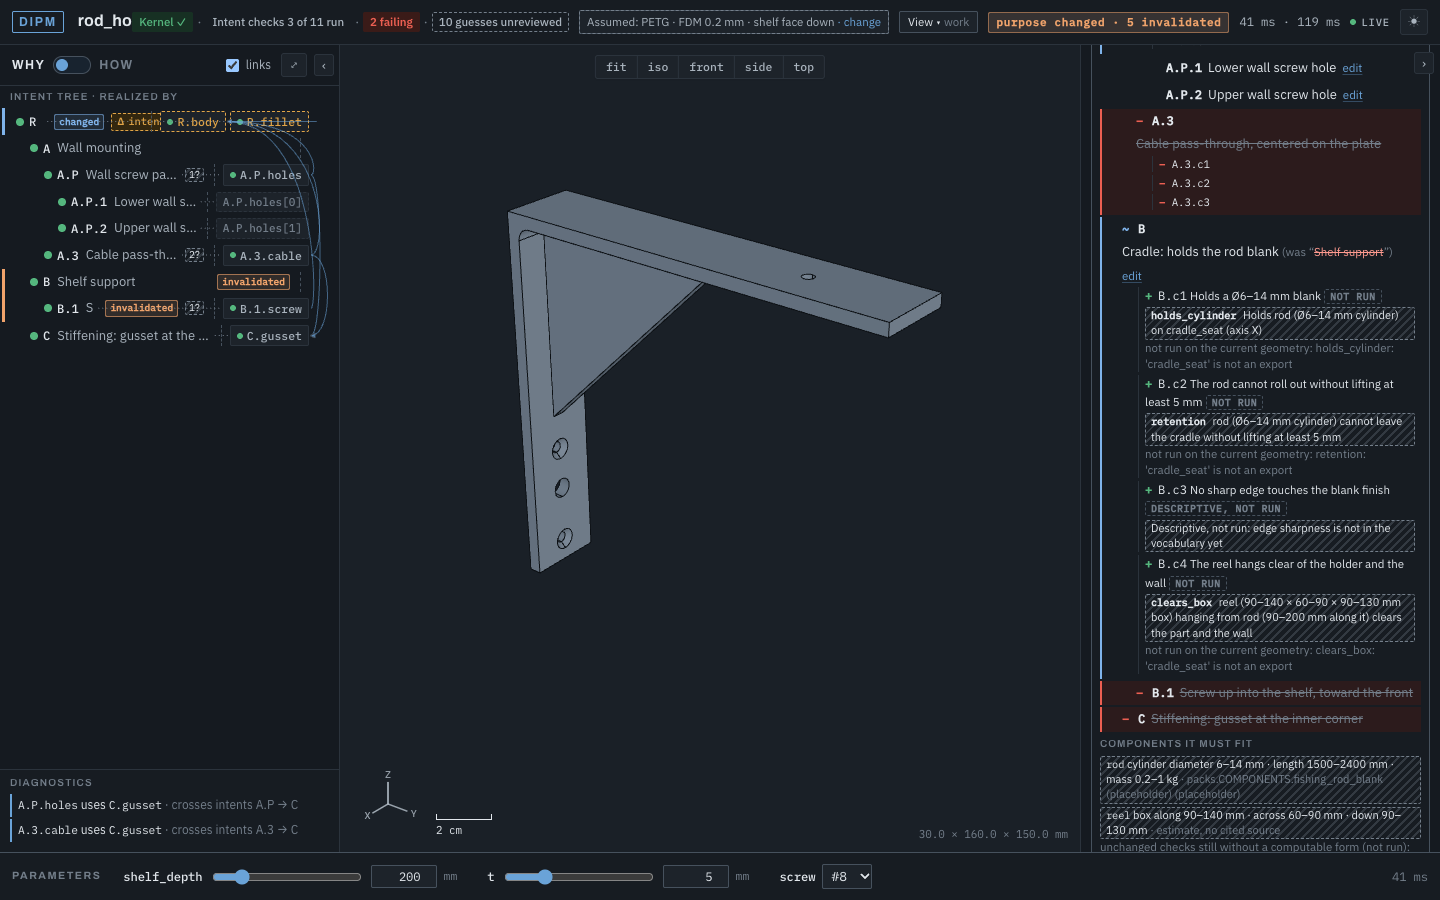 DIPM rod_ho Kernel ✓ · Intent checks 3 of 11 run · 2 failing · 10 guesses unreviewed Assumed: PETG · FDM 0.2 mm · shelf face down · change View • work purpose changed · 5 invalidated 41 ms · 119 ms LIVE
WHY HOW links
fit iso front side top
INTENT TREE · REALIZED BY
R changed Δ inten R.body R.fillet
A Wall mounting
A.P Wall screw pa... 1? A.P.holes
A.P.1 Lower wall s... A.P.holes[0]
A.P.2 Upper wall s... A.P.holes[1]
A.3 Cable pass-th... 2? A.3.cable
B Shelf support invalidated
B.1 S invalidated 1? B.1.screw
C Stiffening: gusset at the ... C.gusset
DIAGNOSTICS
A.P.holes uses C.gusset · crosses intents A.P → C
A.3.cable uses C.gusset · crosses intents A.3 → C
Z
X Y
2 cm
30.0 × 160.0 × 150.0 mm
A.P.1 Lower wall screw hole edit
A.P.2 Upper wall screw hole edit
− A.3
Cable pass-through, centered on the plate
− A.3.c1
− A.3.c2
− A.3.c3
~ B
Cradle: holds the rod blank (was “Shelf support”)
edit
+ B.c1 Holds a Ø6–14 mm blank NOT RUN
holds_cylinder Holds rod (Ø6–14 mm cylinder)
on cradle_seat (axis X)
not run on the current geometry: holds_cylinder:
'cradle_seat' is not an export
+ B.c2 The rod cannot roll out without lifting at
least 5 mm NOT RUN
retention rod (Ø6–14 mm cylinder) cannot leave
the cradle without lifting at least 5 mm
not run on the current geometry: retention:
'cradle_seat' is not an export
+ B.c3 No sharp edge touches the blank finish
DESCRIPTIVE, NOT RUN
Descriptive, not run: edge sharpness is not in the
vocabulary yet
+ B.c4 The reel hangs clear of the holder and the
wall NOT RUN
clears_box reel (90–140 × 60–90 × 90–130 mm
box) hanging from rod (90–200 mm along it) clears
the part and the wall
not run on the current geometry: clears_box:
'cradle_seat' is not an export
− B.1 Screw up into the shelf, toward the front
− C Stiffening: gusset at the inner corner
COMPONENTS IT MUST FIT
rod cylinder diameter 6–14 mm · length 1500–2400 mm ·
mass 0.2–1 kg · packs.COMPONENTS.fishing_rod_blank
(placeholder) (placeholder)
reel box along 90–140 mm · across 60–90 mm · down 90–
130 mm · estimate, no cited source
unchanged checks still without a computable form (not run):
PARAMETERS shelf_depth 200 mm t 5 mm screw #8 41 ms